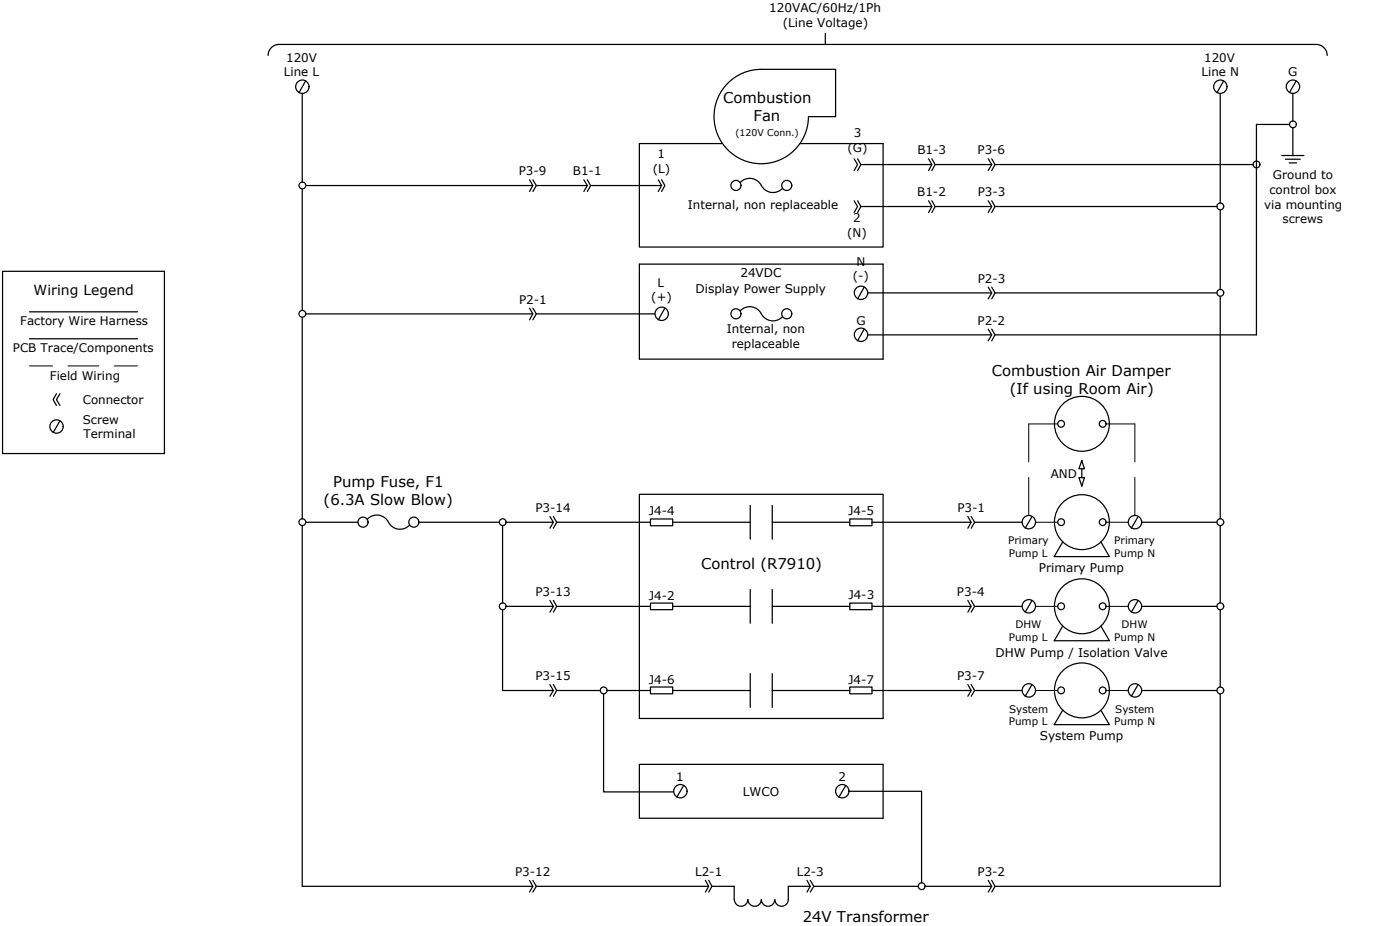 120VAC/60Hz/1Ph
(Line Voltage)
120V
Line L
120V
Line N
G
Combustion
Fan
(120V Conn.)
1
(L)
3
(G)
P3-9
B1-1
B1-3
P3-6
Internal, non replaceable
B1-2
P3-3
2
(N)
Ground to
control box
via mounting
screws
Wiring Legend
Factory Wire Harness
PCB Trace/Components
Field Wiring
Connector
Screw
Terminal
24VDC
Display Power Supply
L
(+)
N
(-)
P2-1
P2-3
Internal, non
replaceable
G
P2-2
Combustion Air Damper
(If using Room Air)
AND
Pump Fuse, F1
(6.3A Slow Blow)
P3-14
J4-4
J4-5
P3-1
Primary
Pump L
Primary
Pump N
Primary Pump
Control (R7910)
P3-13
J4-2
J4-3
P3-4
DHW
Pump L
DHW
Pump N
DHW Pump / Isolation Valve
P3-15
J4-6
J4-7
P3-7
System
Pump L
System
Pump N
System Pump
1
LWCO
2
P3-12
L2-1
L2-3
P3-2
24V Transformer